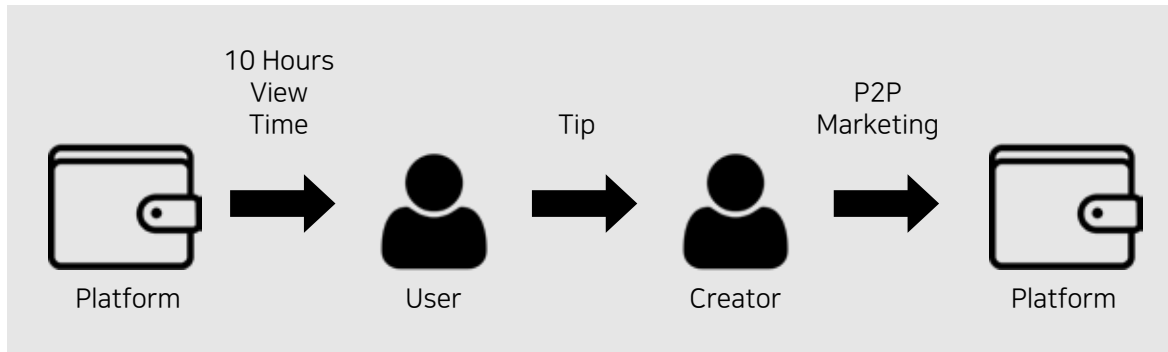 10 Hours
View
Time
Tip
P2P
Marketing
Platform
User
Creator
Platform